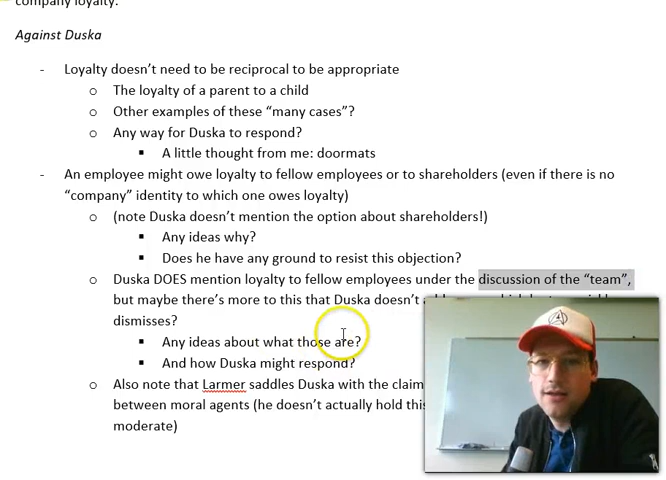 company loyalty.
Against Duska
- Loyalty doesn't need to be reciprocal to be appropriate
o The loyalty of a parent to a child
o Other examples of these "many cases"?
o Any way for Duska to respond?
▪ A little thought from me: doormats
- An employee might owe loyalty to fellow employees or to shareholders (even if there is no
"company" identity to which one owes loyalty)
o (note Duska doesn't mention the option about shareholders!)
▪ Any ideas why?
▪ Does he have any ground to resist this objection?
o Duska DOES mention loyalty to fellow employees under the discussion of the "team",
but maybe there's more to this that Duska doesn't
dismisses?
▪ Any ideas about what those are?
▪ And how Duska might respond?
o Also note that Larmer saddles Duska with the claim
between moral agents (he doesn't actually hold
moderate)